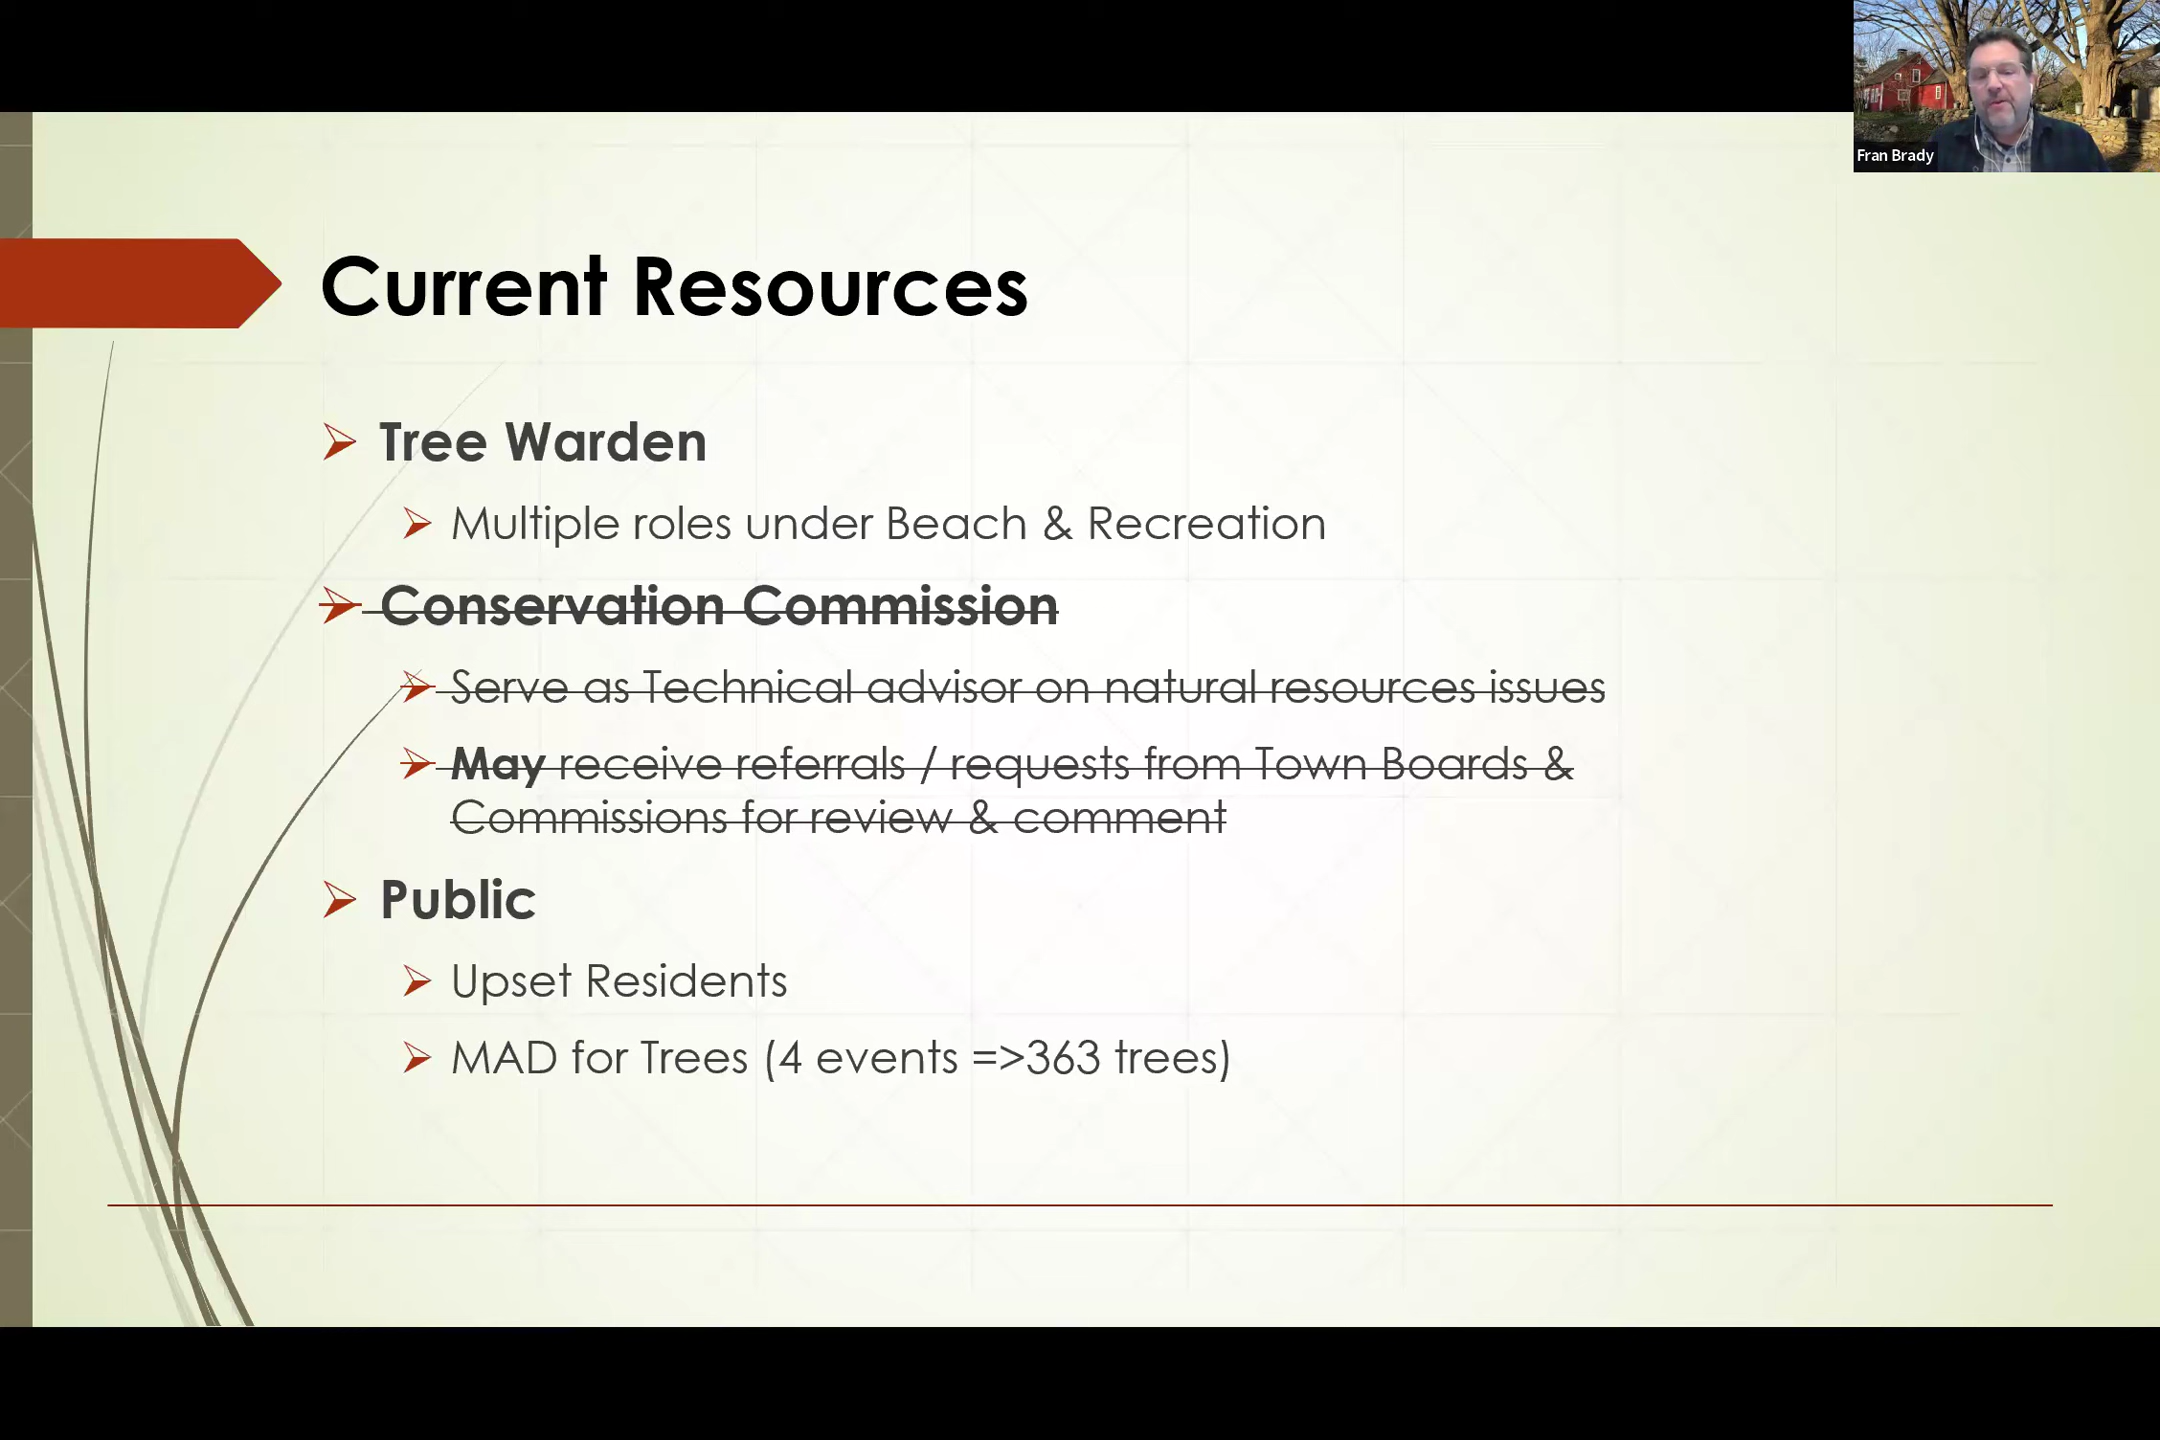 Fran Brady
Current Resources
Tree Warden
Multiple roles under Beach & Recreation
Conservation Commission
Serve as Technical advisor on natural resources issues
May receive referrals / requests from Town Boards &
Commissions for review & comment
Public
Upset Residents
MAD for Trees (4 events =>363 trees)